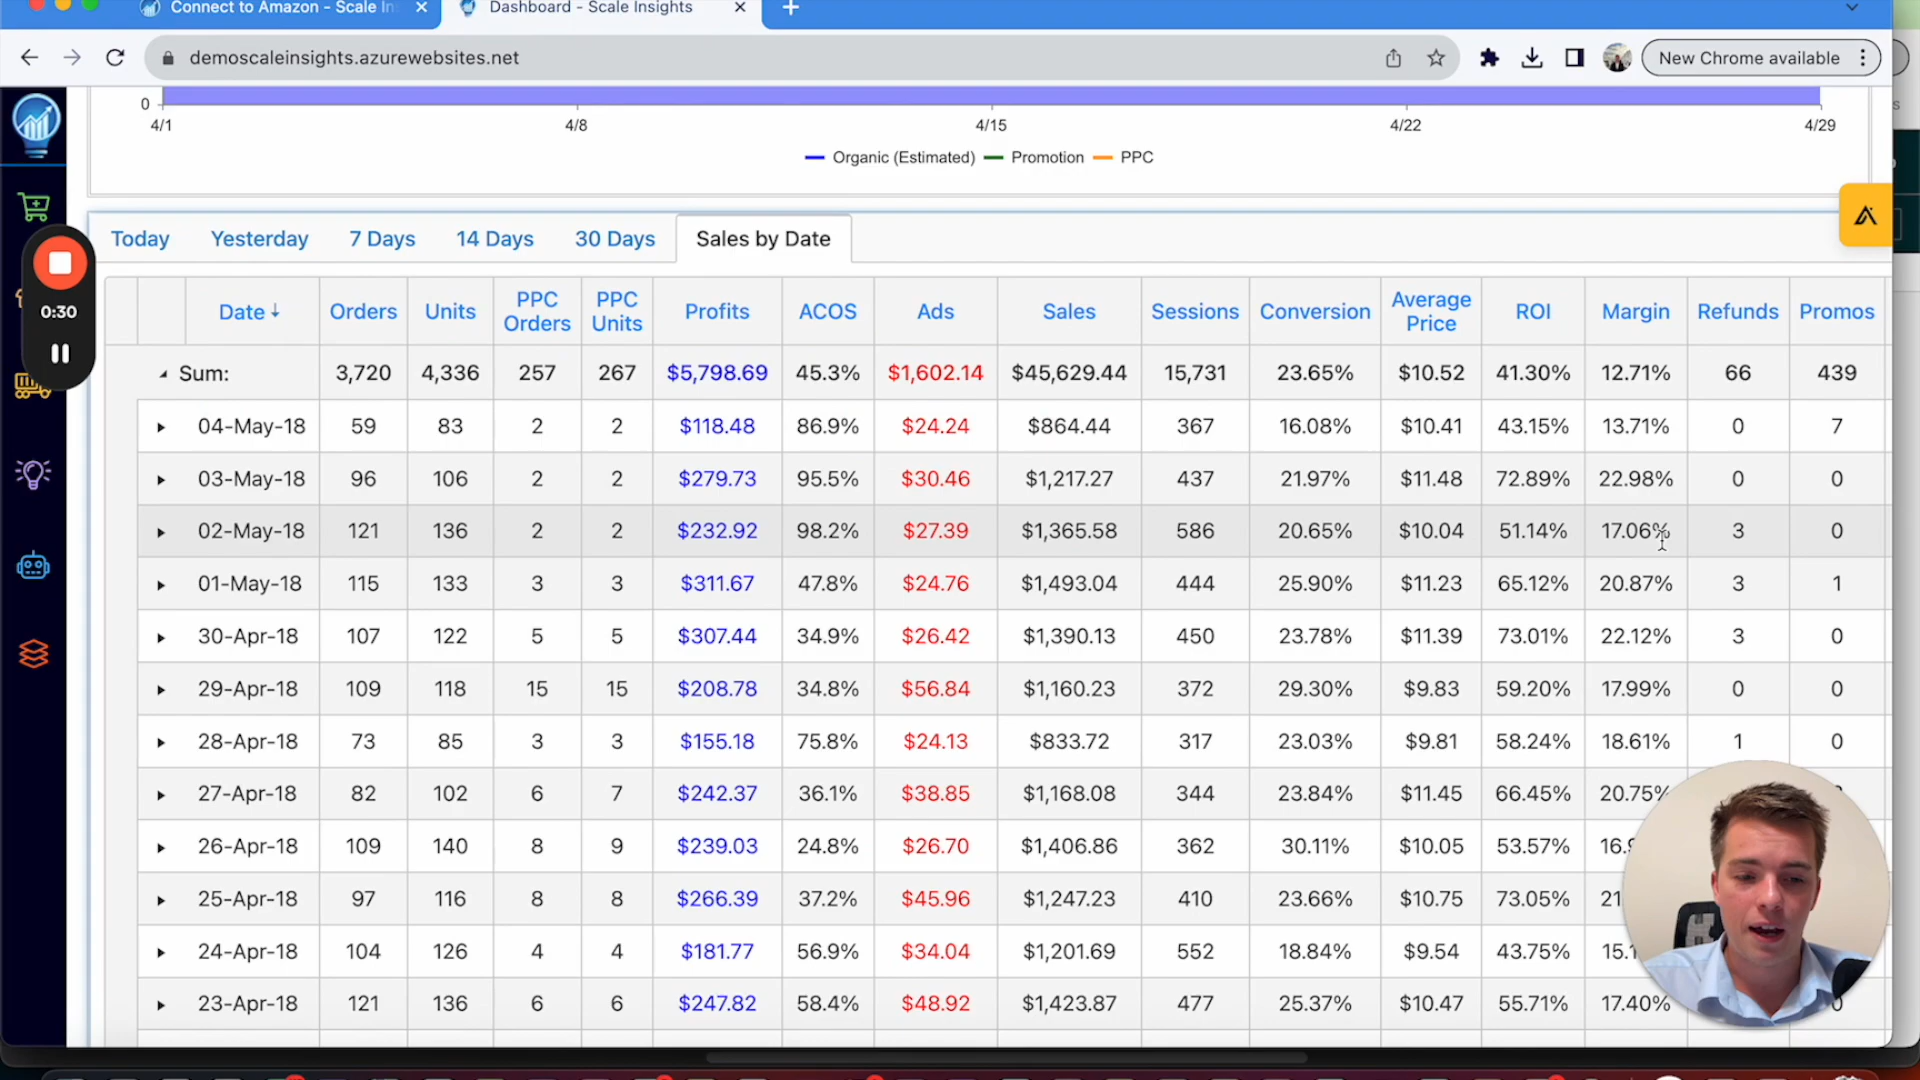 Connect to Amazon - Scale In
Dashboard - Scale Insights
demoscaleinsights.azurewebsites.net
New Chrome available
0
4/1 4/8 4/15 4/22 4/29
Organic (Estimated) Promotion PPC
Today Yesterday 7 Days 14 Days 30 Days Sales by Date
0:30
Date Orders Units PPC Orders PPC Units Profits ACOS Ads Sales Sessions Conversion Average Price ROI Margin Refunds Promos
Sum: 3,720 4,336 257 267 $5,798.69 45.3% $1,602.14 $45,629.44 15,731 23.65% $10.52 41.30% 12.71% 66 439
04-May-18 59 83 2 2 $118.48 86.9% $24.24 $864.44 367 16.08% $10.41 43.15% 13.71% 0 7
03-May-18 96 106 2 2 $279.73 95.5% $30.46 $1,217.27 437 21.97% $11.48 72.89% 22.98% 0 0
02-May-18 121 136 2 2 $232.92 98.2% $27.39 $1,365.58 586 20.65% $10.04 51.14% 17.06% 3 0
01-May-18 115 133 3 3 $311.67 47.8% $24.76 $1,493.04 444 25.90% $11.23 65.12% 20.87% 3 1
30-Apr-18 107 122 5 5 $307.44 34.9% $26.42 $1,390.13 450 23.78% $11.39 73.01% 22.12% 3 0
29-Apr-18 109 118 15 15 $208.78 34.8% $56.84 $1,160.23 372 29.30% $9.83 59.20% 17.99% 0 0
28-Apr-18 73 85 3 3 $155.18 75.8% $24.13 $833.72 317 23.03% $9.81 58.24% 18.61% 1 0
27-Apr-18 82 102 6 7 $242.37 36.1% $38.85 $1,168.08 344 23.84% $11.45 66.45% 20.75%
26-Apr-18 109 140 8 9 $239.03 24.8% $26.70 $1,406.86 362 30.11% $10.05 53.57% 16.
25-Apr-18 97 116 8 8 $266.39 37.2% $45.96 $1,247.23 410 23.66% $10.75 73.05% 21
24-Apr-18 104 126 4 4 $181.77 56.9% $34.04 $1,201.69 552 18.84% $9.54 43.75% 15.
23-Apr-18 121 136 6 6 $247.82 58.4% $48.92 $1,423.87 477 25.37% $10.47 55.71% 17.40% 0